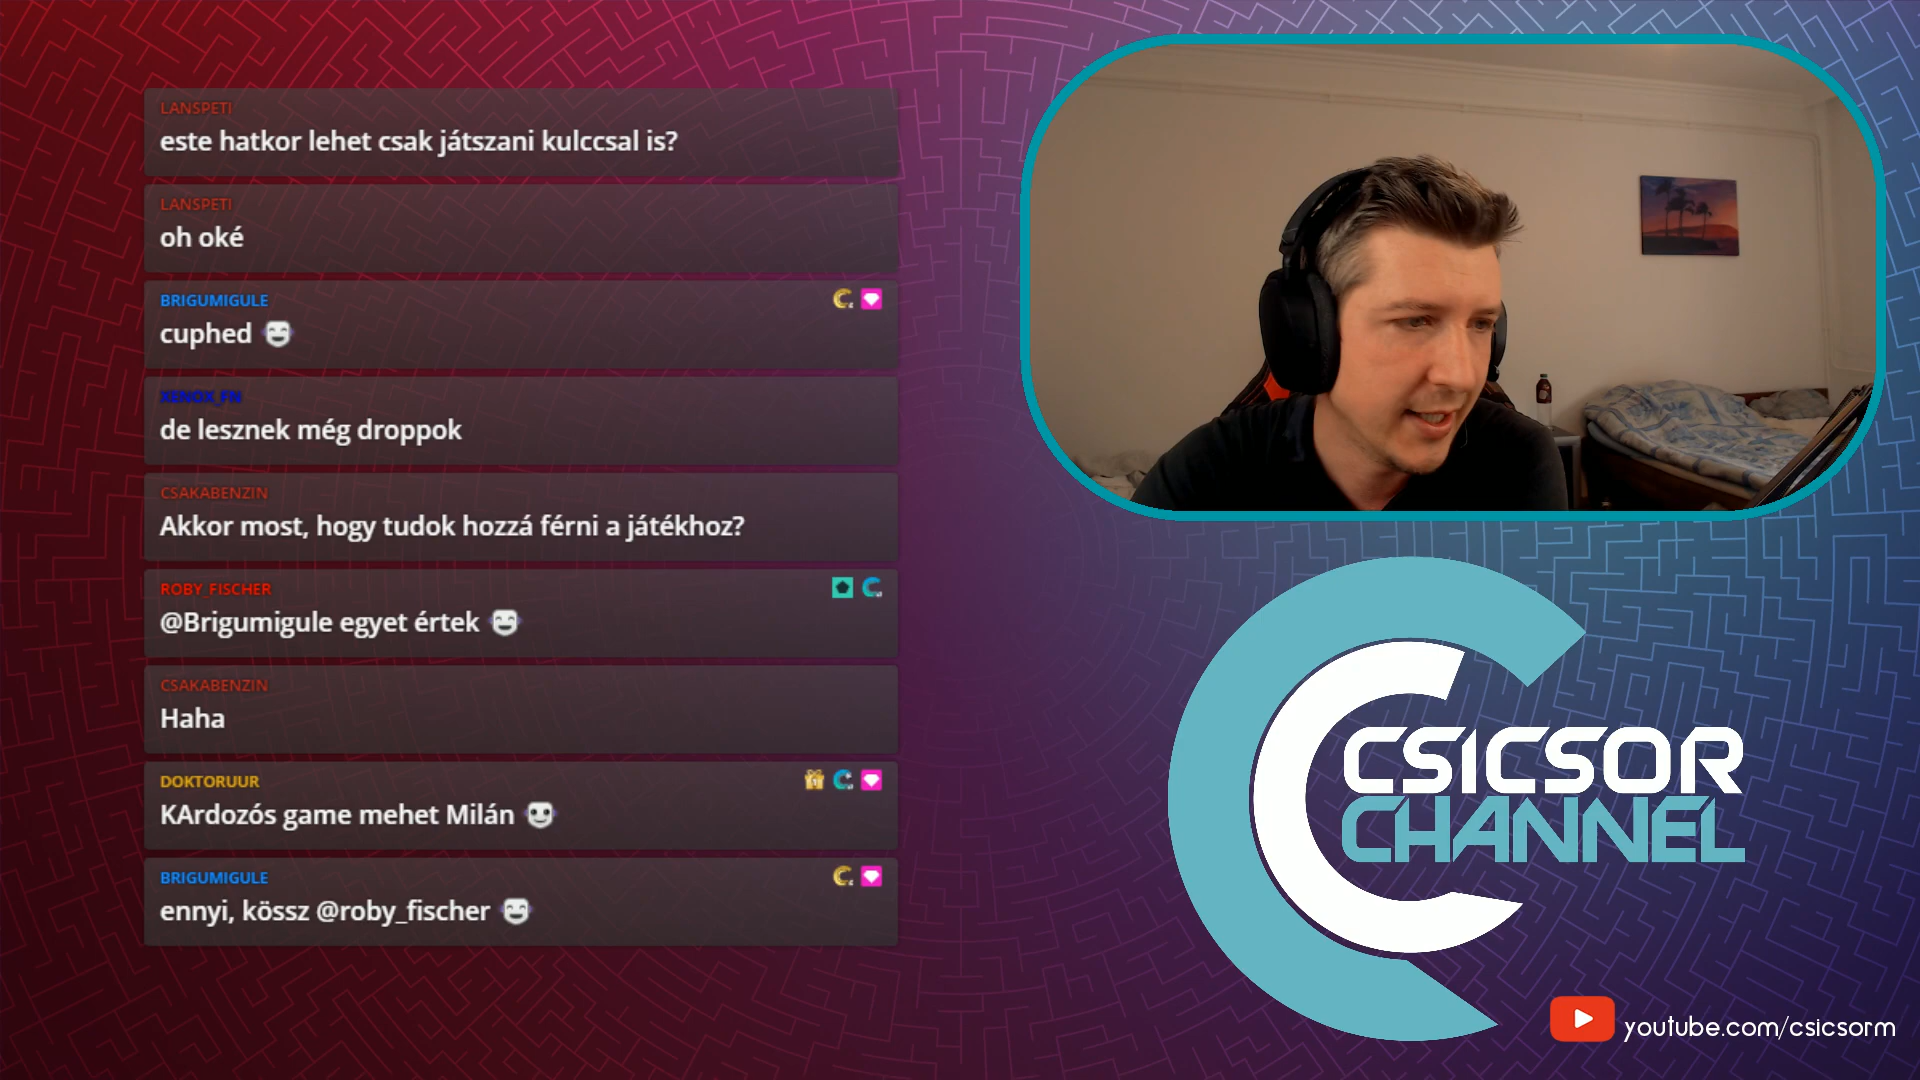 LANSPETI
este hatkor lehet csak játszani kulccsal is?
LANSPETI
oh oké
BRIGUMIGULE
cuphed
XENOX_FN
de lesznek még droppok
CSAKABENZIN
Akkor most, hogy tudok hozzá férni a játékhoz?
ROBY_FISCHER
@Brigumigule egyet értek
CSAKABENZIN
Haha
DOKTORUUR
KArdozós game mehet Milán
BRIGUMIGULE
ennyi, kössz @roby_fischer
CSICSOR
CHANNEL
youtube.com/csicsorm